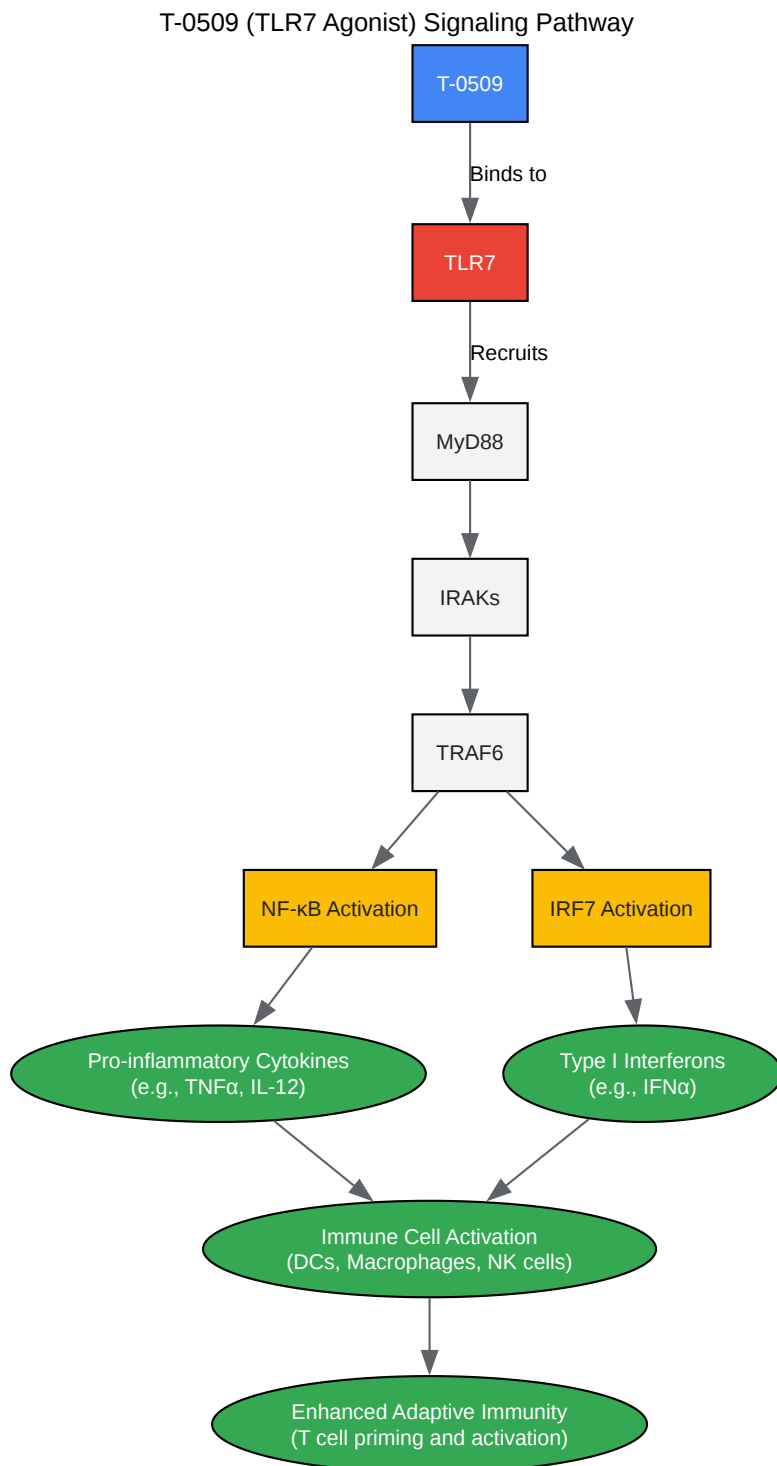 T-0509 (TLR7 Agonist) Signaling Pathway
T-0509
Binds to
TLR7
Recruits
MyD88
IRAKs
TRAF6
NF-κB Activation
IRF7 Activation
Pro-inflammatory Cytokines
(e.g., TNFα, IL-12)
Type I Interferons
(e.g., IFNα)
Immune Cell Activation
(DCs, Macrophages, NK cells)
Enhanced Adaptive Immunity
(T cell priming and activation)